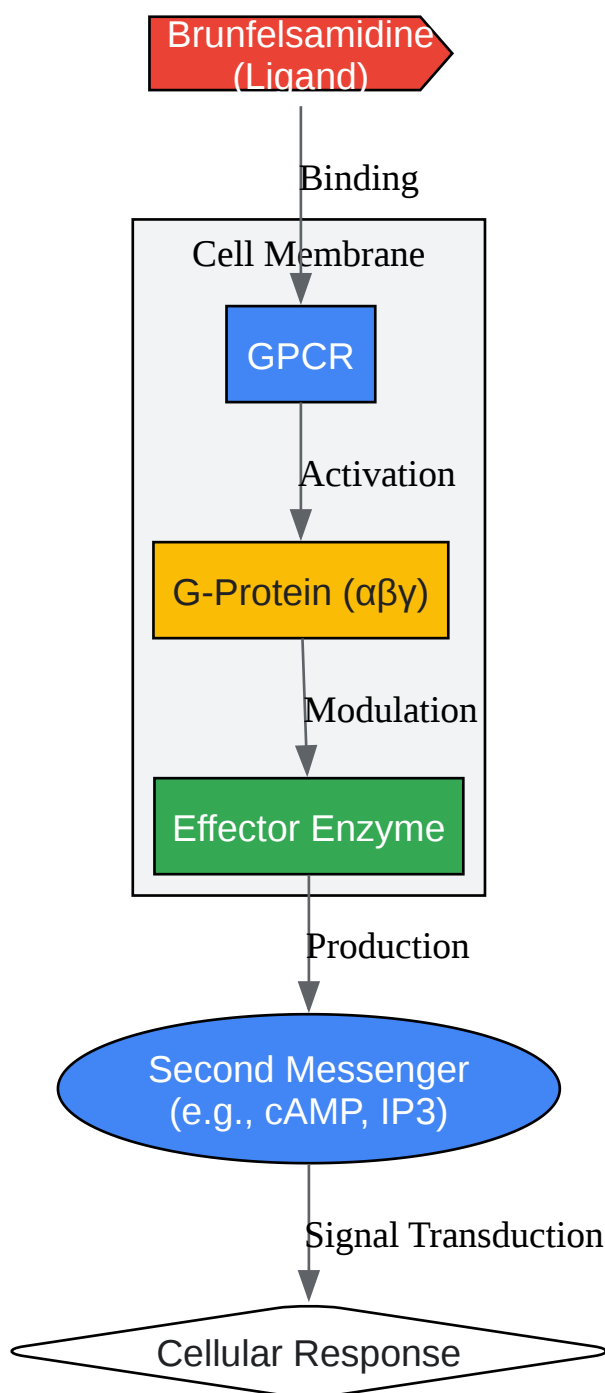 Brunfelsamidine
(Ligand)
Binding
Cell Membrane
GPCR
Activation
G-Protein (αβγ)
Modulation
Effector Enzyme
Production
Second Messenger
(e.g., cAMP, IP3)
Signal Transduction
Cellular Response